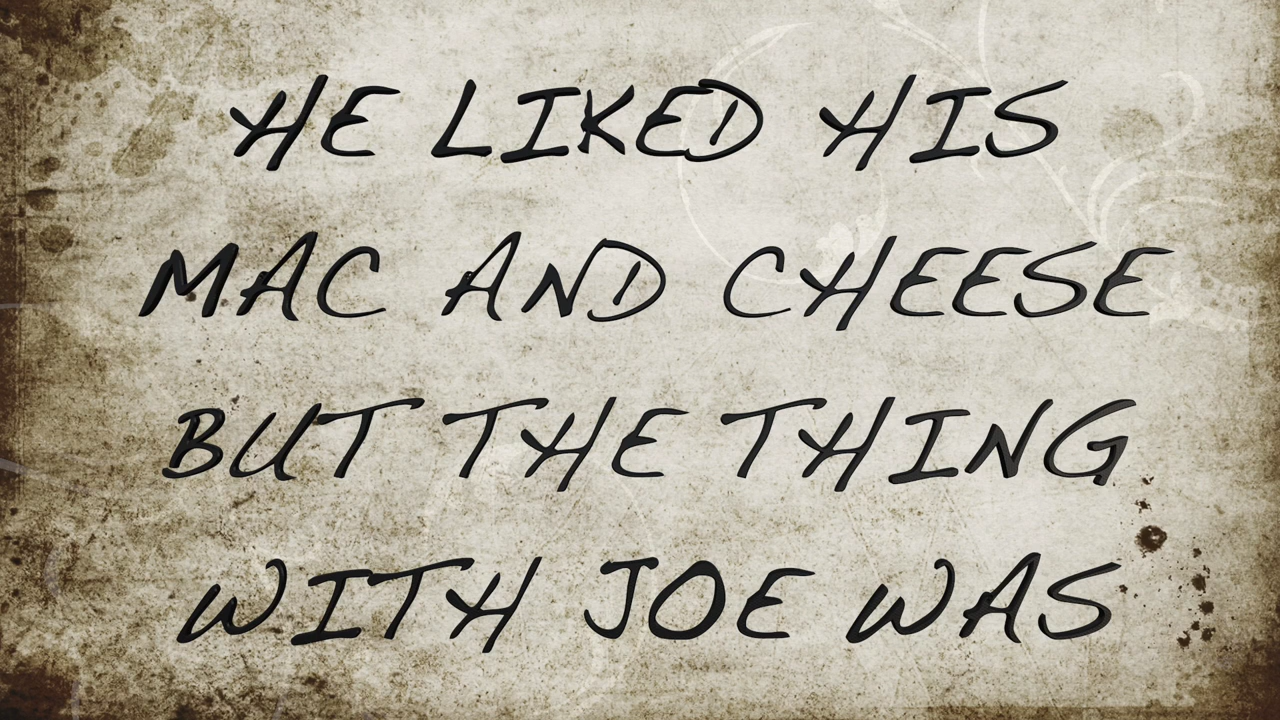 HE LIKED HIS
MAC AND CHEESE
BUT THE THING
WITH JOE WAS